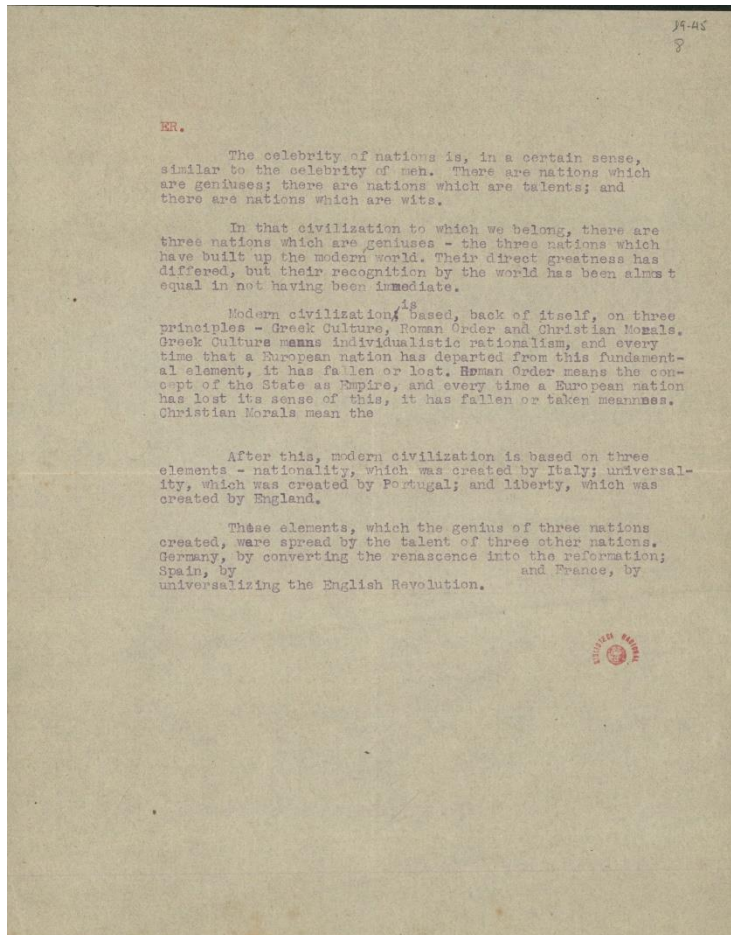 19-45
8
ER.
The celebrity of nations is, in a certain sense,
similar to the celebrity of men. There are nations which
are geniuses; there are nations which are talents; and
there are nations which are wits.
In that civilization to which we belong, there are
three nations which are geniuses - the three nations which
have built up the modern world. Their direct greatness has
differed, but their recognition by the world has been almost
equal in not having been immediate.
Modern civilization, is based, back of itself, on three
principles - Greek Culture, Roman Order and Christian Morals.
Greek Culture means individualistic rationalism, and every
time that a European nation has departed from this fundament-
al element, it has fallen or lost. Roman Order means the con-
cept of the State as Empire, and every time a European nation
has lost its sense of this, it has fallen or taken meannes.
Christian Morals mean the
After this, modern civilization is based on three
elements - nationality, which was created by Italy; universal-
ity, which was created by Portugal; and liberty, which was
created by England.
These elements, which the genius of three nations
created, were spread by the talent of three other nations.
Germany, by converting the renascence into the reformation;
Spain, by and France, by
universalizing the English Revolution.
BIBLIOTECA NACIONAL